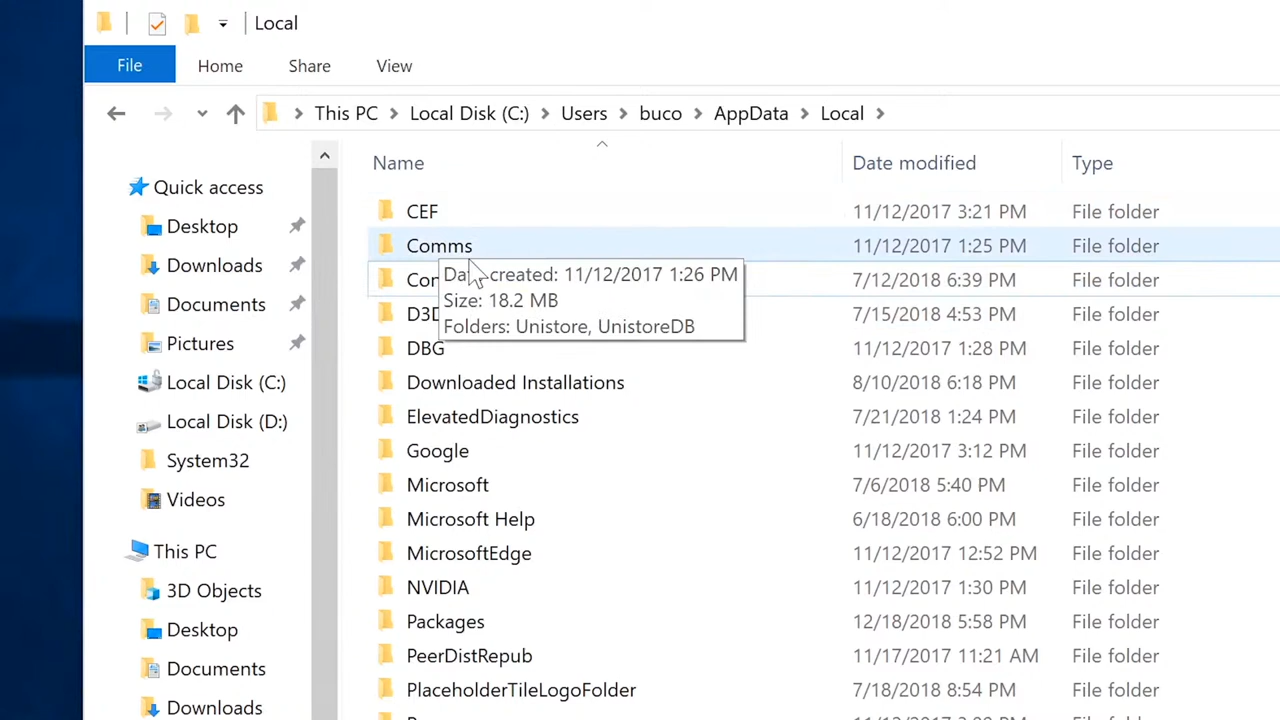 Local
File Home Share View
This PC Local Disk (C:) Users buco AppData Local
Name Date modified Type
Quick access
Desktop
Downloads
Documents
Pictures
Local Disk (C:)
Local Disk (D:)
System32
Videos
This PC
3D Objects
Desktop
Documents
Downloads
CEF 11/12/2017 3:21 PM File folder
Comms 11/12/2017 1:25 PM File folder
Date created: 11/12/2017 1:26 PM
Size: 18.2 MB
Folders: Unistore, UnistoreDB
7/12/2018 6:39 PM File folder
D3D 7/15/2018 4:53 PM File folder
DBG 11/12/2017 1:28 PM File folder
Downloaded Installations 8/10/2018 6:18 PM File folder
ElevatedDiagnostics 7/21/2018 1:24 PM File folder
Google 11/12/2017 3:12 PM File folder
Microsoft 7/6/2018 5:40 PM File folder
Microsoft Help 6/18/2018 6:00 PM File folder
MicrosoftEdge 11/12/2017 12:52 PM File folder
NVIDIA 11/12/2017 1:30 PM File folder
Packages 12/18/2018 5:58 PM File folder
PeerDistRepub 11/17/2017 11:21 AM File folder
PlaceholderTileLogoFolder 7/18/2018 8:54 PM File folder